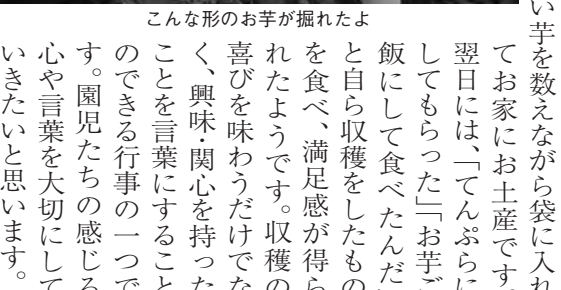 こんな形のお芋が掘れたよ
い芋を数えながら袋に入れ
てお家にお土産です。
翌日には、「てんぷらに
してもらった」「お芋ご
飯にして食べたんだ
と自ら収穫をしたもの
を食べ、満足感が得ら
れたようです。収穫の
喜びを味わうだけでな
く、興味・関心を持った
ことを言葉にすること
のできる行事の一つで
す。園児たちの感じる
心や言葉を大切にして
いきたいと思います。